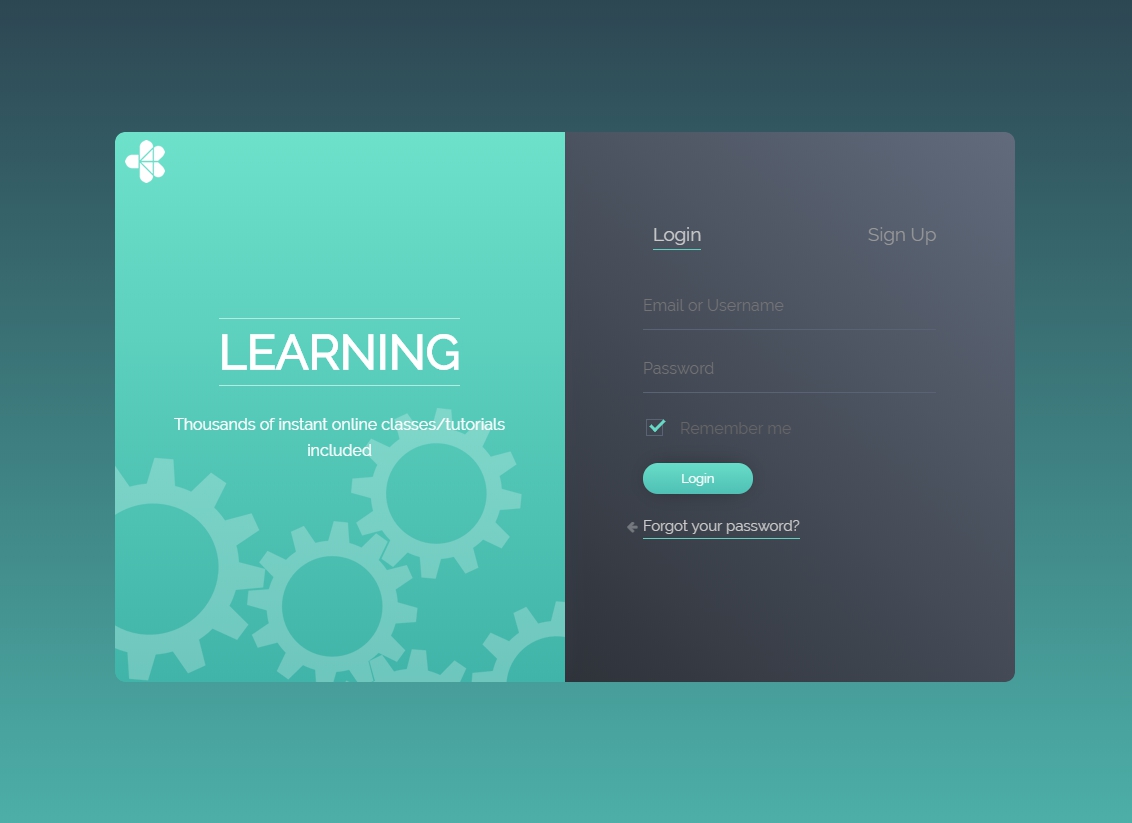 LEARNING
Thousands of instant online classes/tutorials
included
Login
Sign Up
Email or Username
Password
Remember me
Login
Forgot your password?